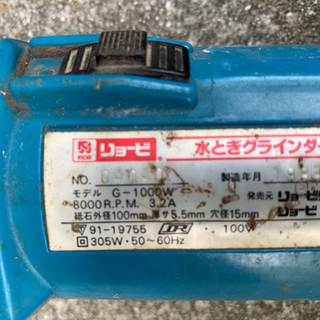 リョービ 水とぎグラインダー
NO. 製造年月
モデル G-1000W
8000R.P.M. 3.2A 発売元 リョービ
砥石外径100mm 厚サ5.5mm 穴径15mm リョービ
▽91-19755 100V
305W・50~60Hz